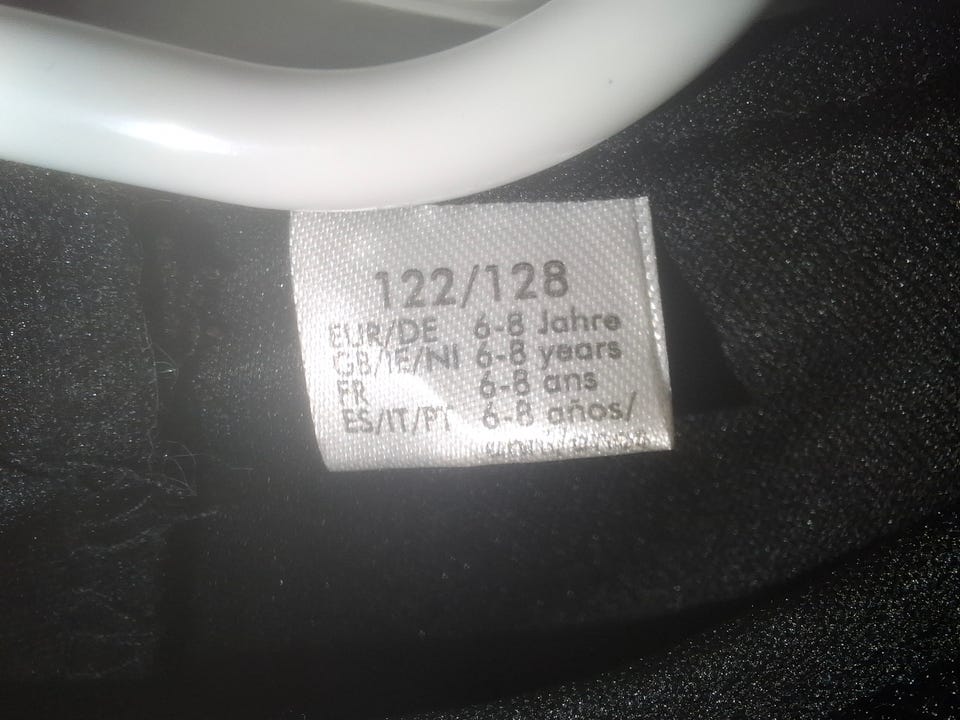 122/128
EUR/DE 6-8 Jahre
GB/IE/NI 6-8 years
FR 6-8 ans
ES/IT/PT 6-8 años/